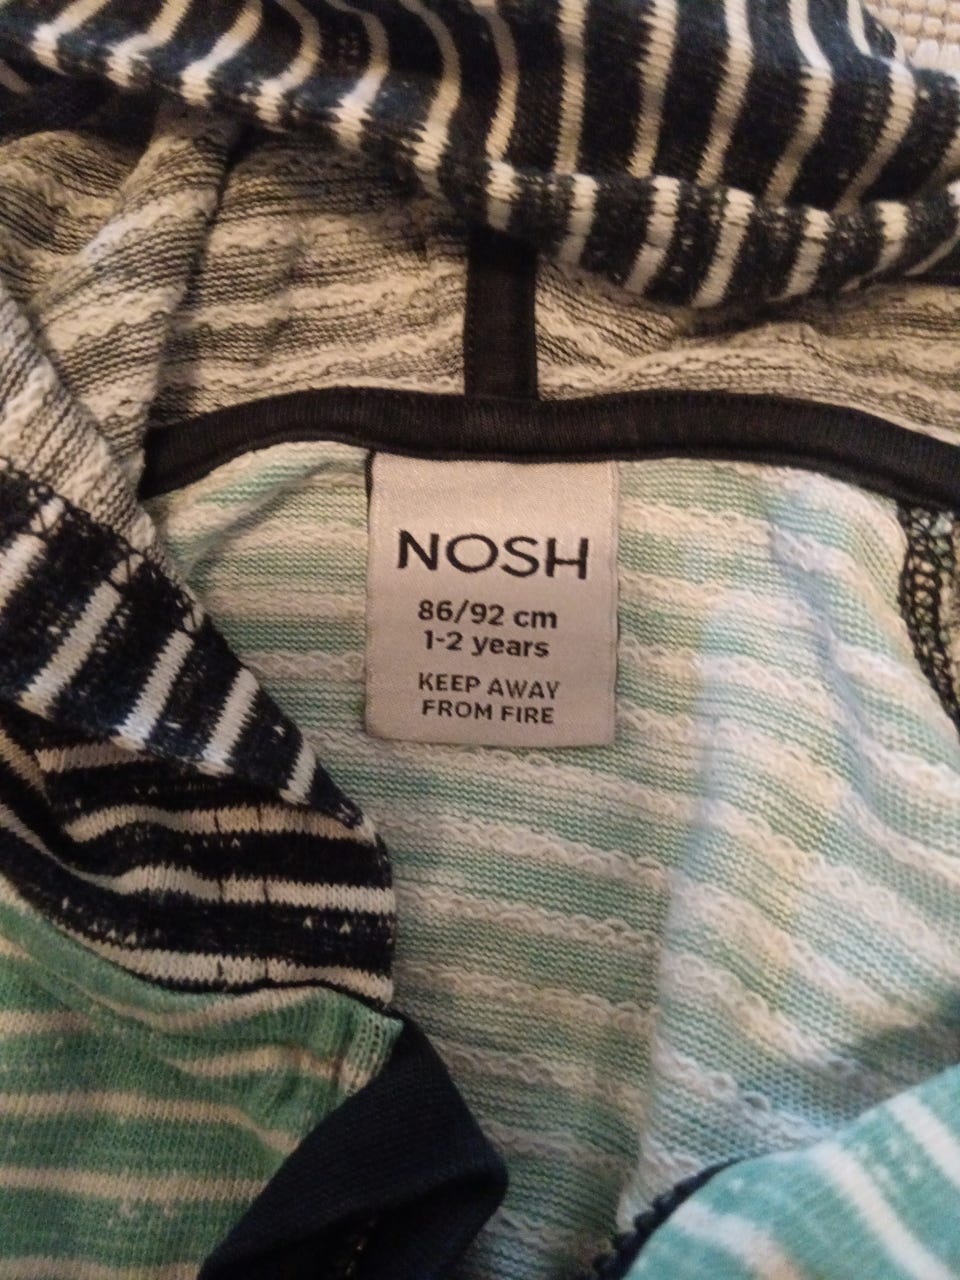 NOSH
86/92 cm
1-2 years
KEEP AWAY
FROM FIRE